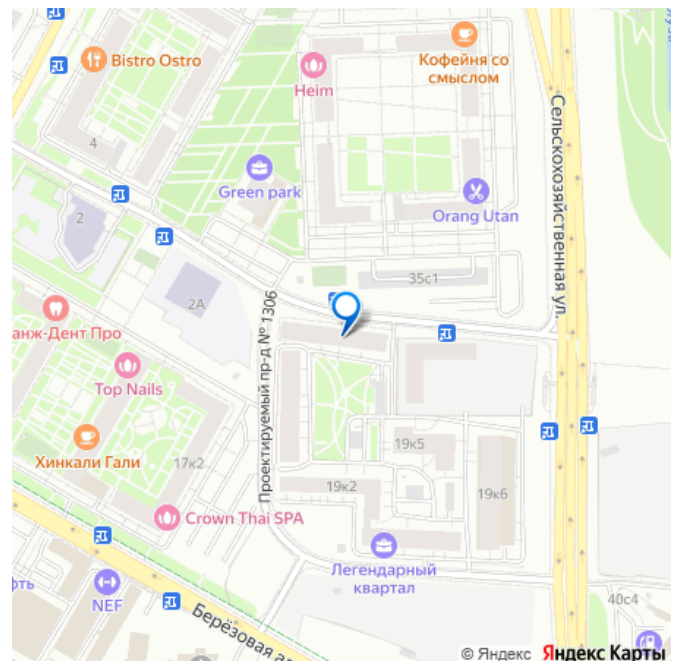 Bistro Ostro
Кофейня со
смыслом
Heim
4
Green park
Orang Utan
Сельскохозяйственная ул.
2
2А
35с1
Проектируемый пр-д № 1306
анж-Дент Про
Top Nails
Хинкали Гали
17к2
19к5
19к2
19к6
Crown Thai SPA
Легендарный
квартал
NEF
Берёзовая ал
40с4
© Яндекс Яндекс Карты